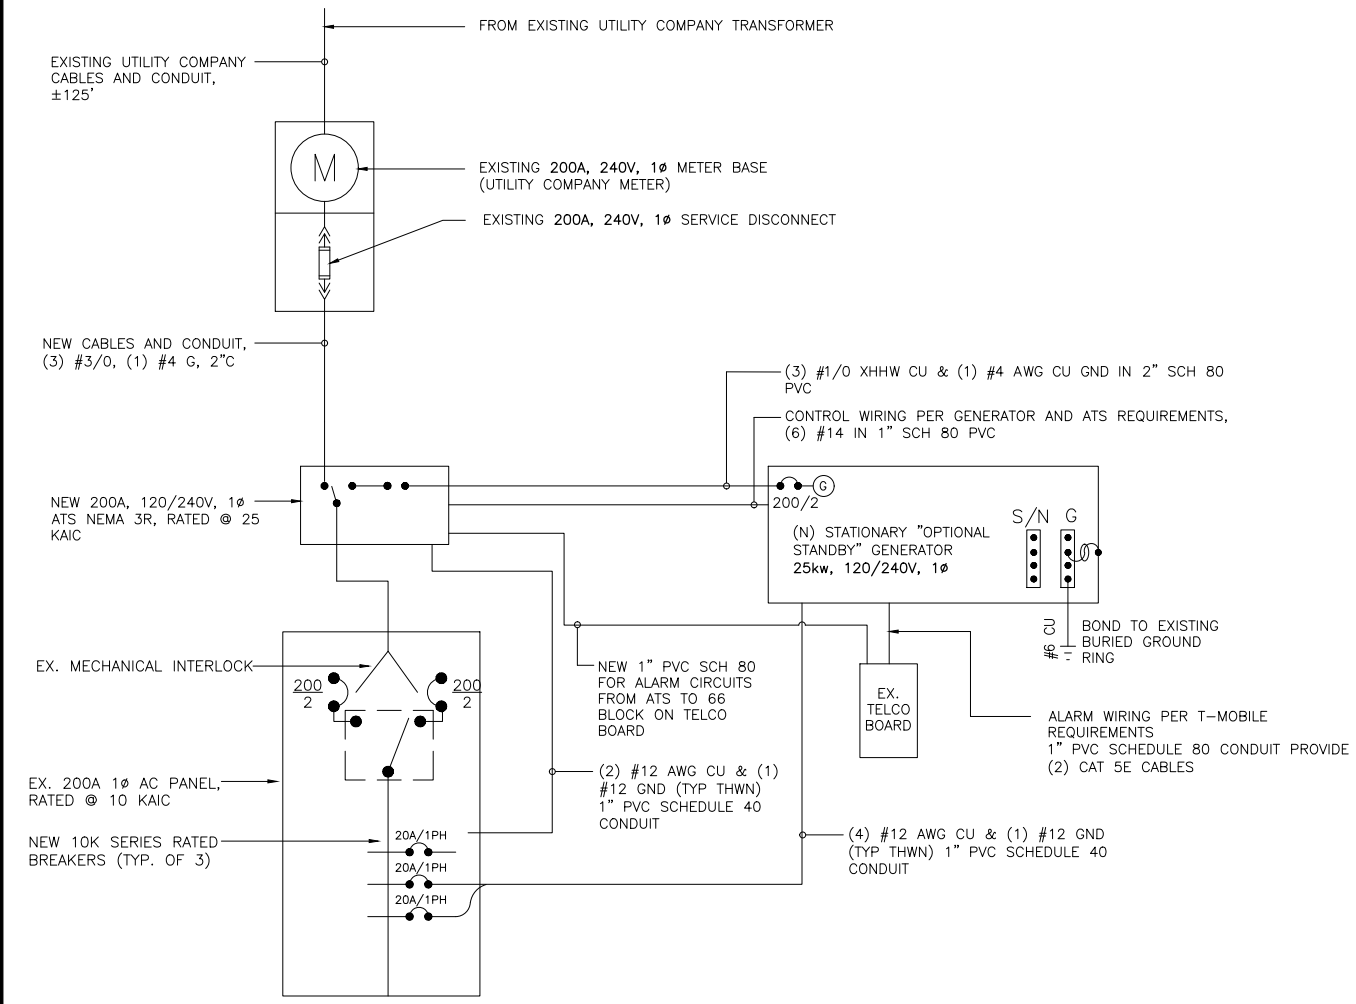 FROM EXISTING UTILITY COMPANY TRANSFORMER
EXISTING UTILITY COMPANY
CABLES AND CONDUIT,
±125'
M
EXISTING 200A, 240V, 1ø METER BASE
(UTILITY COMPANY METER)
EXISTING 200A, 240V, 1ø SERVICE DISCONNECT
NEW CABLES AND CONDUIT,
(3) #3/0, (1) #4 G, 2"C
(3) #1/0 XHHW CU & (1) #4 AWG CU GND IN 2" SCH 80
PVC
CONTROL WIRING PER GENERATOR AND ATS REQUIREMENTS,
(6) #14 IN 1" SCH 80 PVC
NEW 200A, 120/240V, 1ø
ATS NEMA 3R, RATED @ 25
KAIC
G
200/2
(N) STATIONARY "OPTIONAL
STANDBY" GENERATOR
25kw, 120/240V, 1ø
S/N G
#6 CU
BOND TO EXISTING
BURIED GROUND
RING
EX. MECHANICAL INTERLOCK
200
2
200
2
NEW 1" PVC SCH 80
FOR ALARM CIRCUITS
FROM ATS TO 66
BLOCK ON TELCO
BOARD
EX.
TELCO
BOARD
ALARM WIRING PER T-MOBILE
REQUIREMENTS
1" PVC SCHEDULE 80 CONDUIT PROVIDE
(2) CAT 5E CABLES
EX. 200A 1ø AC PANEL,
RATED @ 10 KAIC
(2) #12 AWG CU & (1)
#12 GND (TYP THWN)
1" PVC SCHEDULE 40
CONDUIT
NEW 10K SERIES RATED
BREAKERS (TYP. OF 3)
20A/1PH
20A/1PH
20A/1PH
(4) #12 AWG CU & (1) #12 GND
(TYP THWN) 1" PVC SCHEDULE 40
CONDUIT